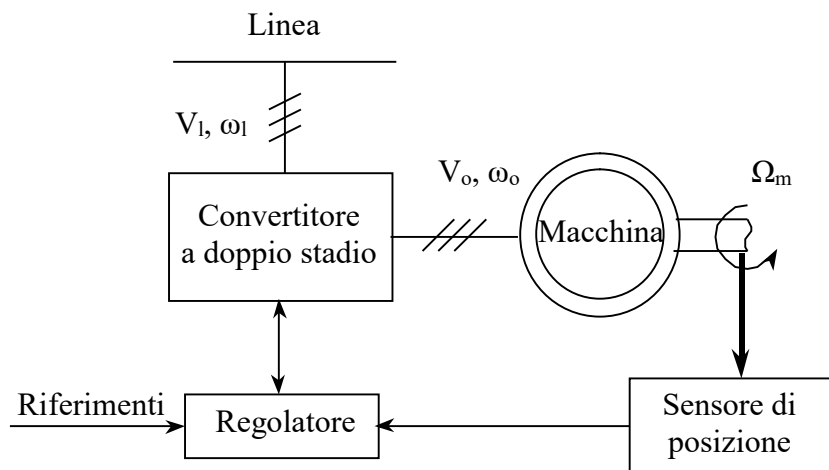 Linea
Vl, ωl
Vo, ωo
Ωm
Convertitore
a doppio stadio
Macchina
Riferimenti
Regolatore
Sensore di
posizione